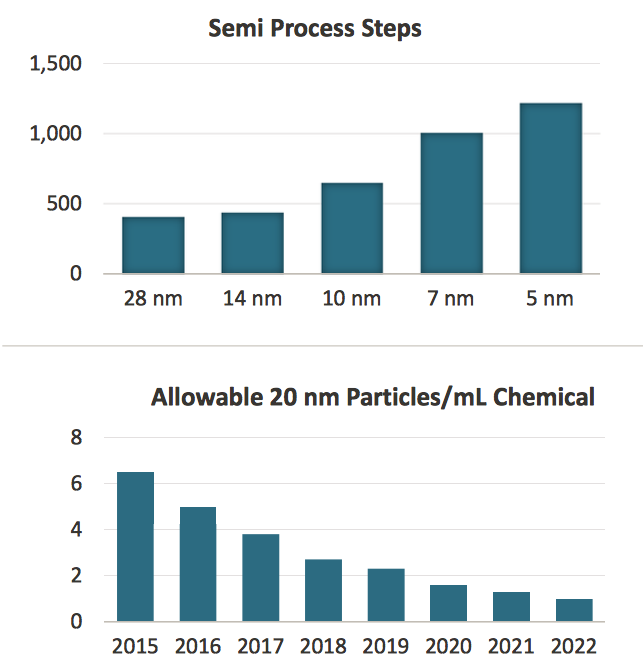 Semi Process Steps
1,500
1,000
500
0
28 nm 14 nm 10 nm 7 nm 5 nm
Allowable 20 nm Particles/mL Chemical
8
6
4
2
0
2015 2016 2017 2018 2019 2020 2021 2022